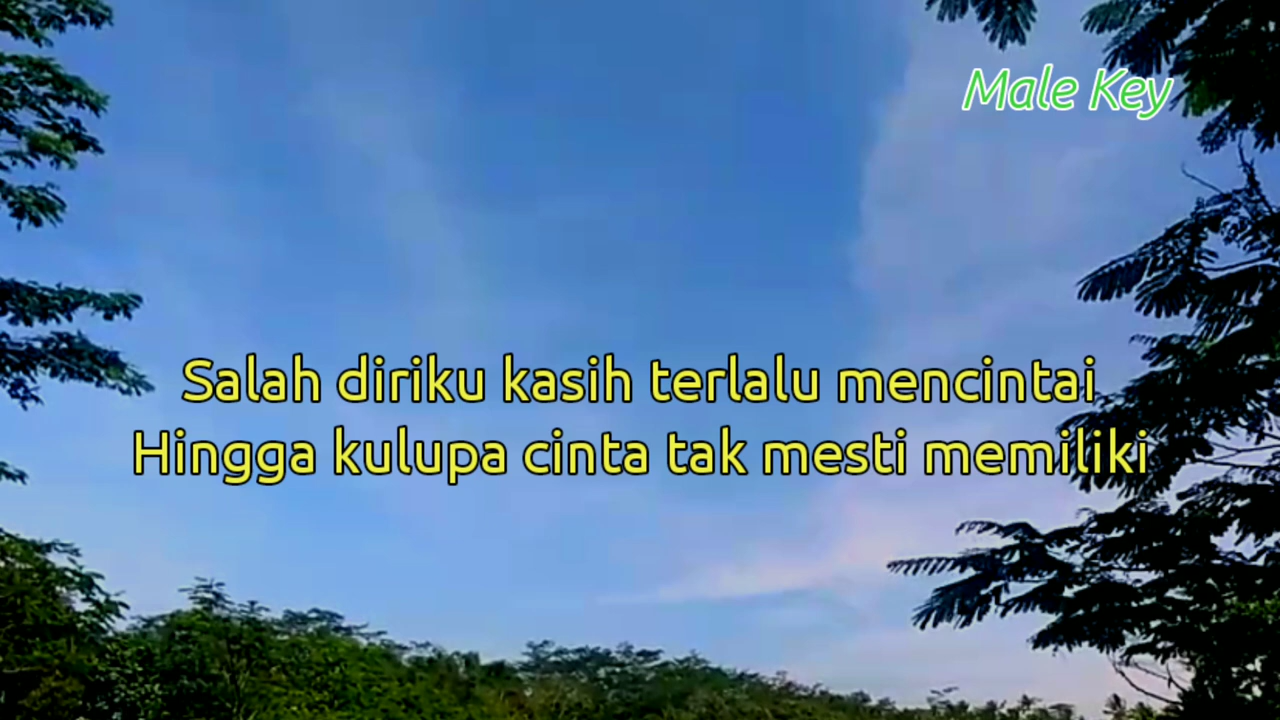 Male Key
Salah diriku kasih terlalu mencintai
Hingga kulupa cinta tak mesti memiliki